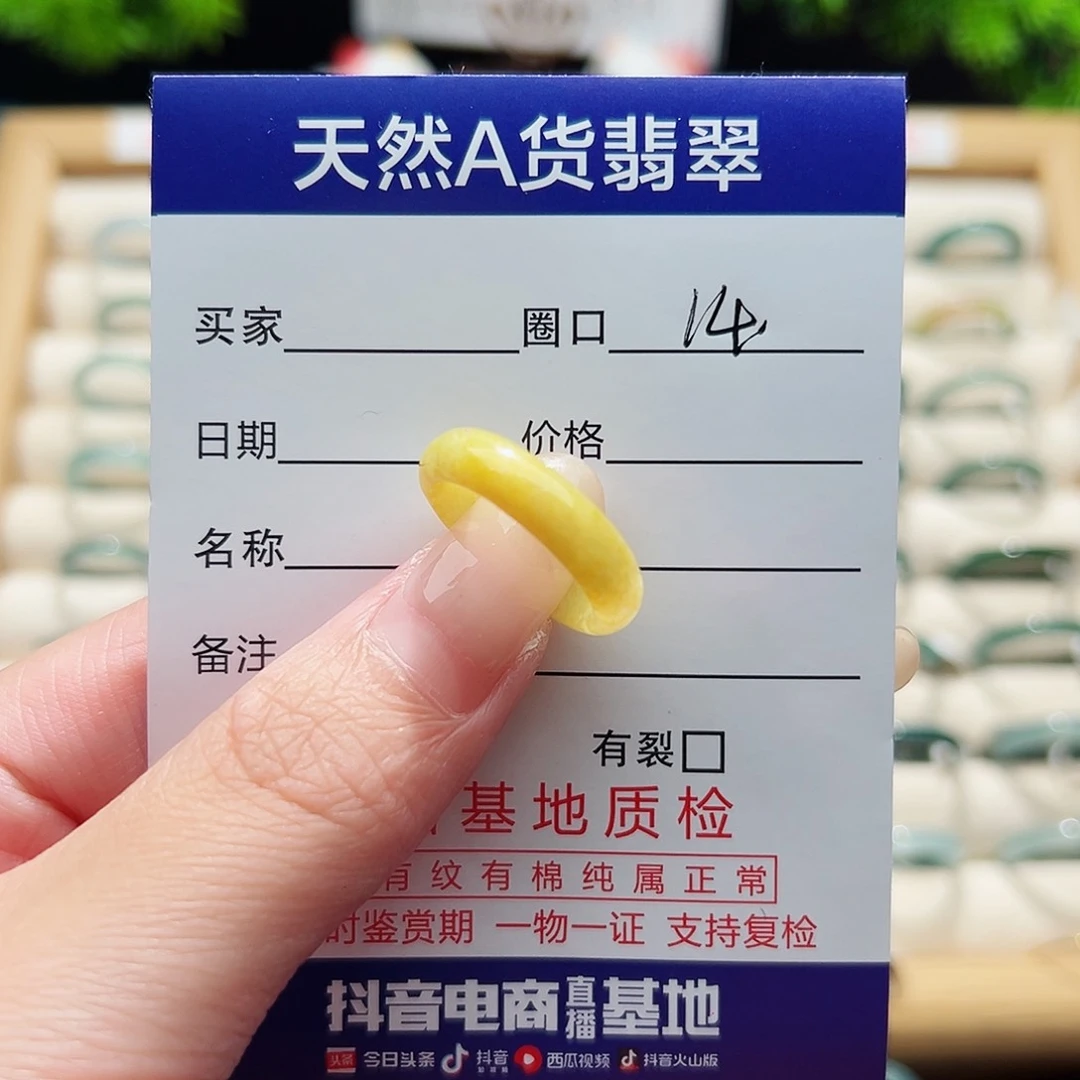 天然A货翡翠
买家 圈口 14
日期 价格
名称
备注
有裂
基地质检
有纹有棉纯属正常
时鉴赏期 一物一证 支持复检
抖音电商直播基地
头条 今日头条 抖音 西瓜视频 抖音火山版